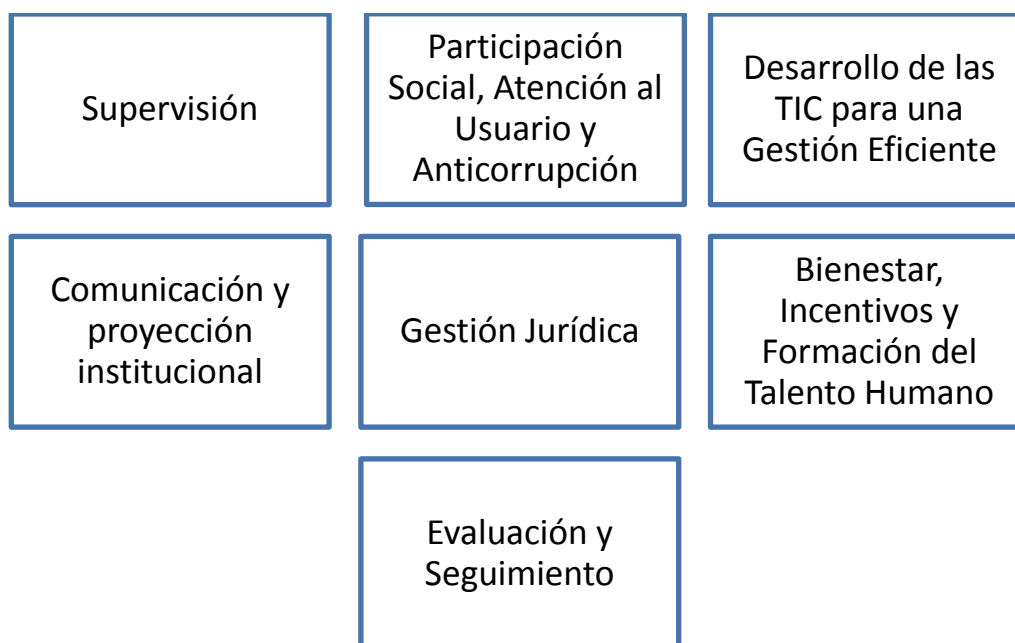 Supervisión
Participación
Social, Atención al
Usuario y
Anticorrupción
Desarrollo de las
TIC para una
Gestión Eficiente
Comunicación y
proyección
institucional
Gestión Jurídica
Bienestar,
Incentivos y
Formación del
Talento Humano
Evaluación y
Seguimiento